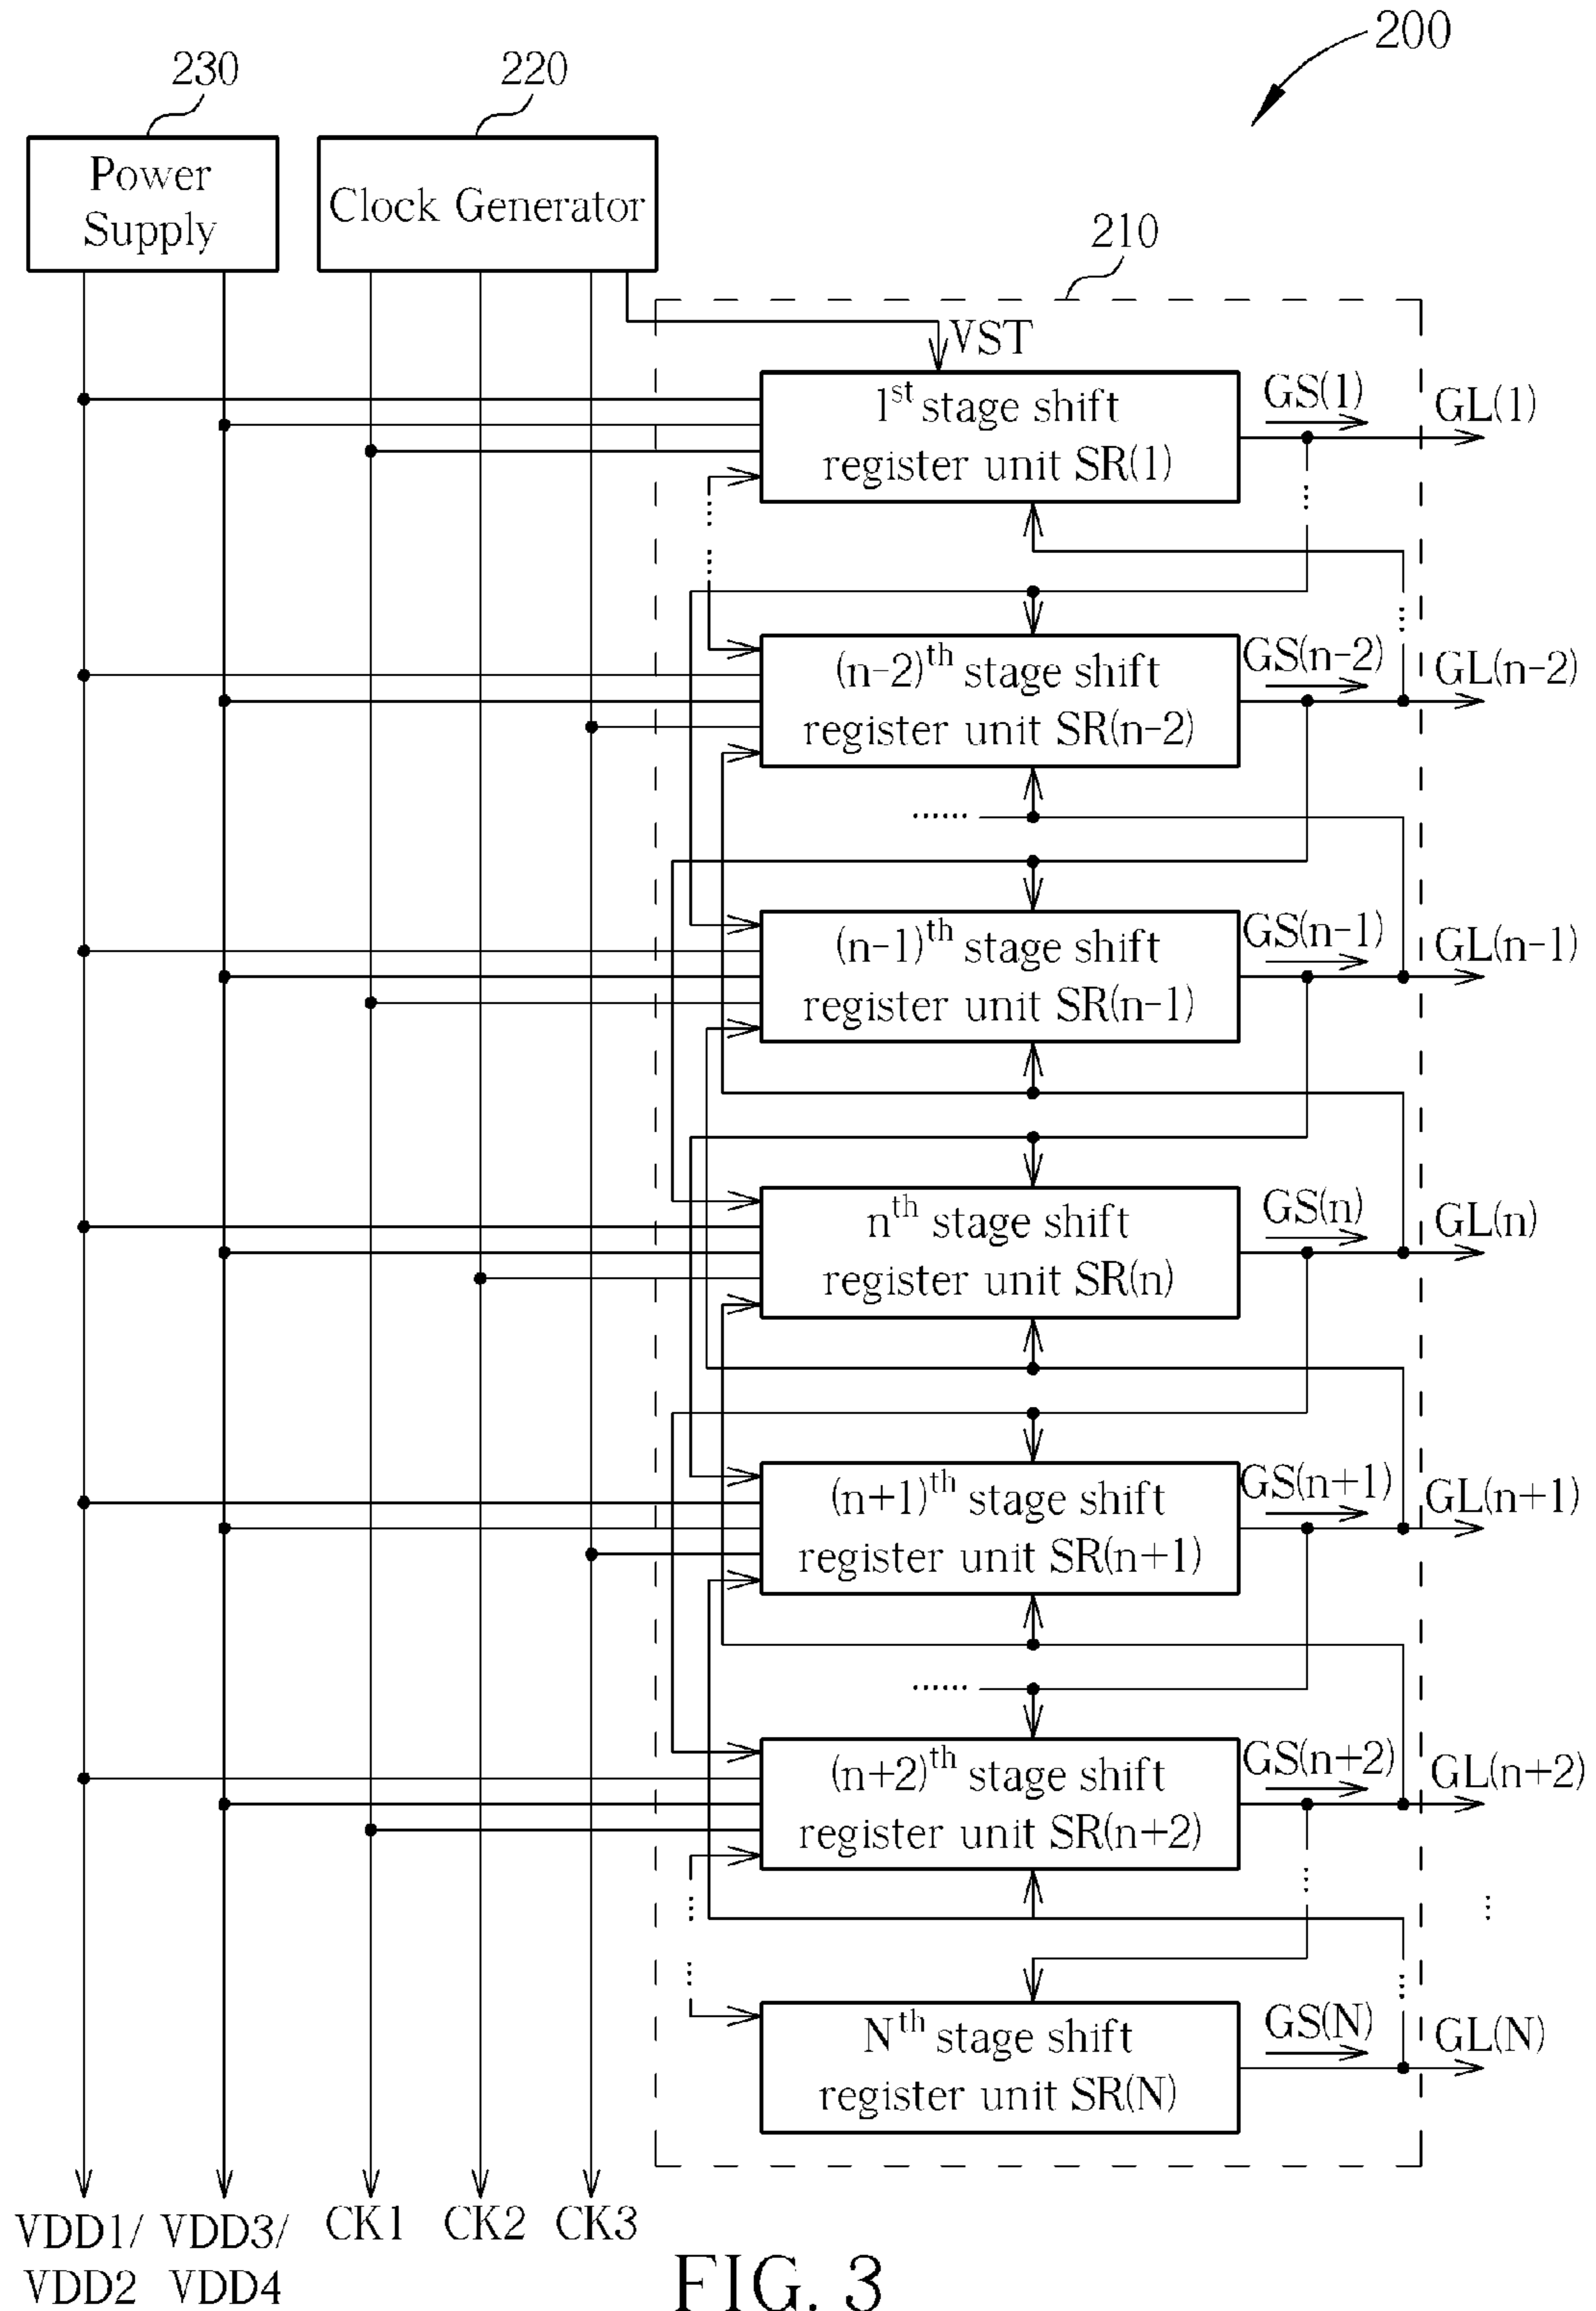 200
230
220
Power
Supply
Clock Generator
210
VST
1st stage shift
register unit SR(1)
GS(1)
GL(1)
(n-2)th stage shift
register unit SR(n-2)
GS(n-2)
GL(n-2)
......
(n-1)th stage shift
register unit SR(n-1)
GS(n-1)
GL(n-1)
nth stage shift
register unit SR(n)
GS(n)
GL(n)
(n+1)th stage shift
register unit SR(n+1)
GS(n+1)
GL(n+1)
......
(n+2)th stage shift
register unit SR(n+2)
GS(n+2)
GL(n+2)
Nth stage shift
register unit SR(N)
GS(N)
GL(N)
VDD1/
VDD2
VDD3/
VDD4
CK1
CK2
CK3
FIG. 3